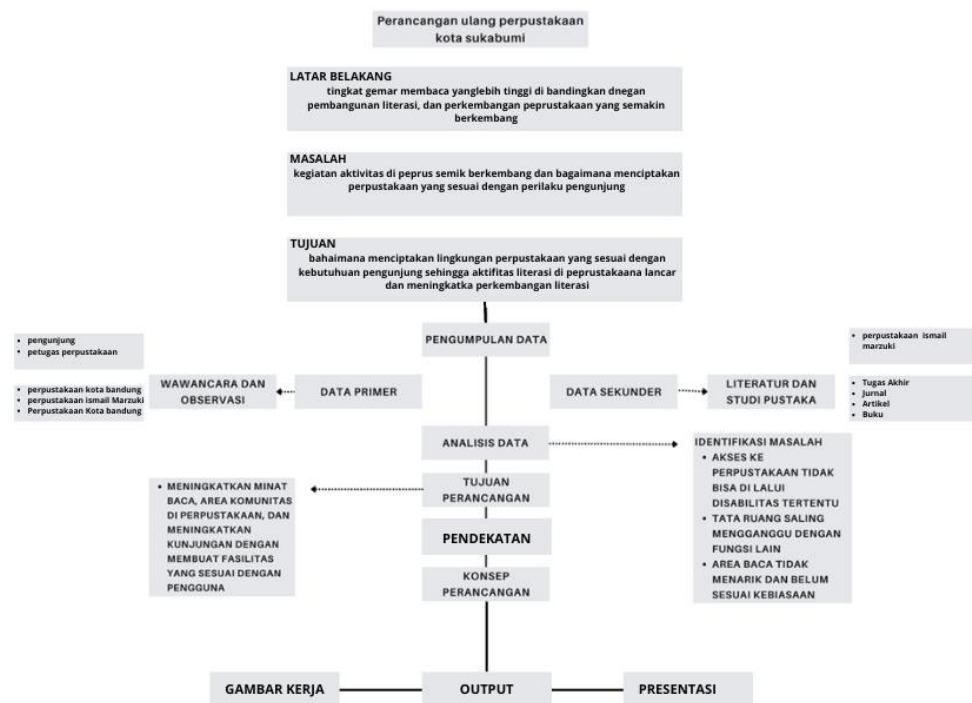 Perancangan ulang perpustakaan
kota sukabumi
LATAR BELAKANG
tingkat gemar membaca yanglebih tinggi di bandingkan dnegan
pembangunan literasi, dan perkembangan peprustakaan yang semakin
berkembang
MASALAH
kegiatan aktivitas di peprus semik berkembang dan bagaimana menciptakan
perpustakaan yang sesuai dengan perilaku pengunjung
TUJUAN
bahaimana menciptakan lingkungan perpustakaan yang sesuai dengan
kebutuhan pengunjung sehingga aktifitas literasi di peprustakaana lancar
dan meningkatka perkembangan literasi
PENGUMPULAN DATA
• pengunjung
• petugas perpustakaan
• perpustakaan kota bandung
• perpustakaan ismail Marzuki
• Perpustakaan Kota bandung
WAWANCARA DAN
OBSERVASI
DATA PRIMER
DATA SEKUNDER
LITERATUR DAN
STUDI PUSTAKA
• perpustakaan ismail
marzuki
• Tugas Akhir
• Jurnal
• Artikel
• Buku
ANALISIS DATA
IDENTIFIKASI MASALAH
• AKSES KE
PERPUSTAKAAN TIDAK
BISA DI LALUI
DISABILITAS TERTENTU
• TATA RUANG SALING
MENGGANGGU DENGAN
FUNGSI LAIN
• AREA BACA TIDAK
MENARIK DAN BELUM
SESUAI KEBIASAAN
TUJUAN
PERANCANGAN
• MENINGKATKAN MINAT
BACA, AREA KOMUNITAS
DI PERPUSTAKAAN, DAN
MENINGKATKAN
KUNJUNGAN DENGAN
MEMBUAT FASILITAS
YANG SESUAI DENGAN
PENGGUNA
PENDEKATAN
KONSEP
PERANCANGAN
GAMBAR KERJA
OUTPUT
PRESENTASI